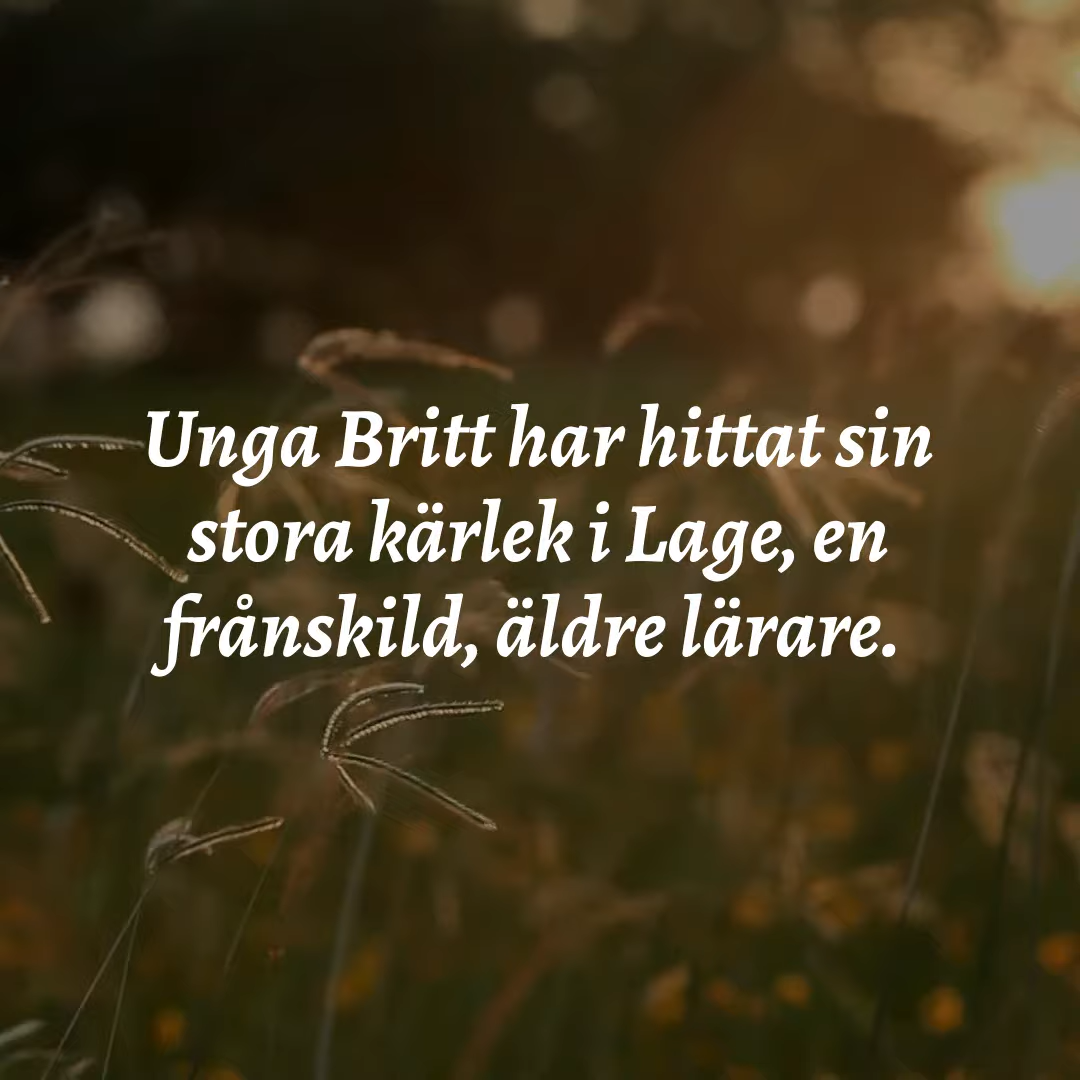 Unga Britt har hittat sin
stora kärlek i Lage, en
frånskild, äldre lärare.